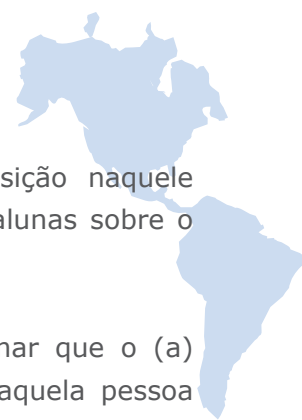 sição naquele
alunas sobre o
nar que o (a)
aquela pessoa